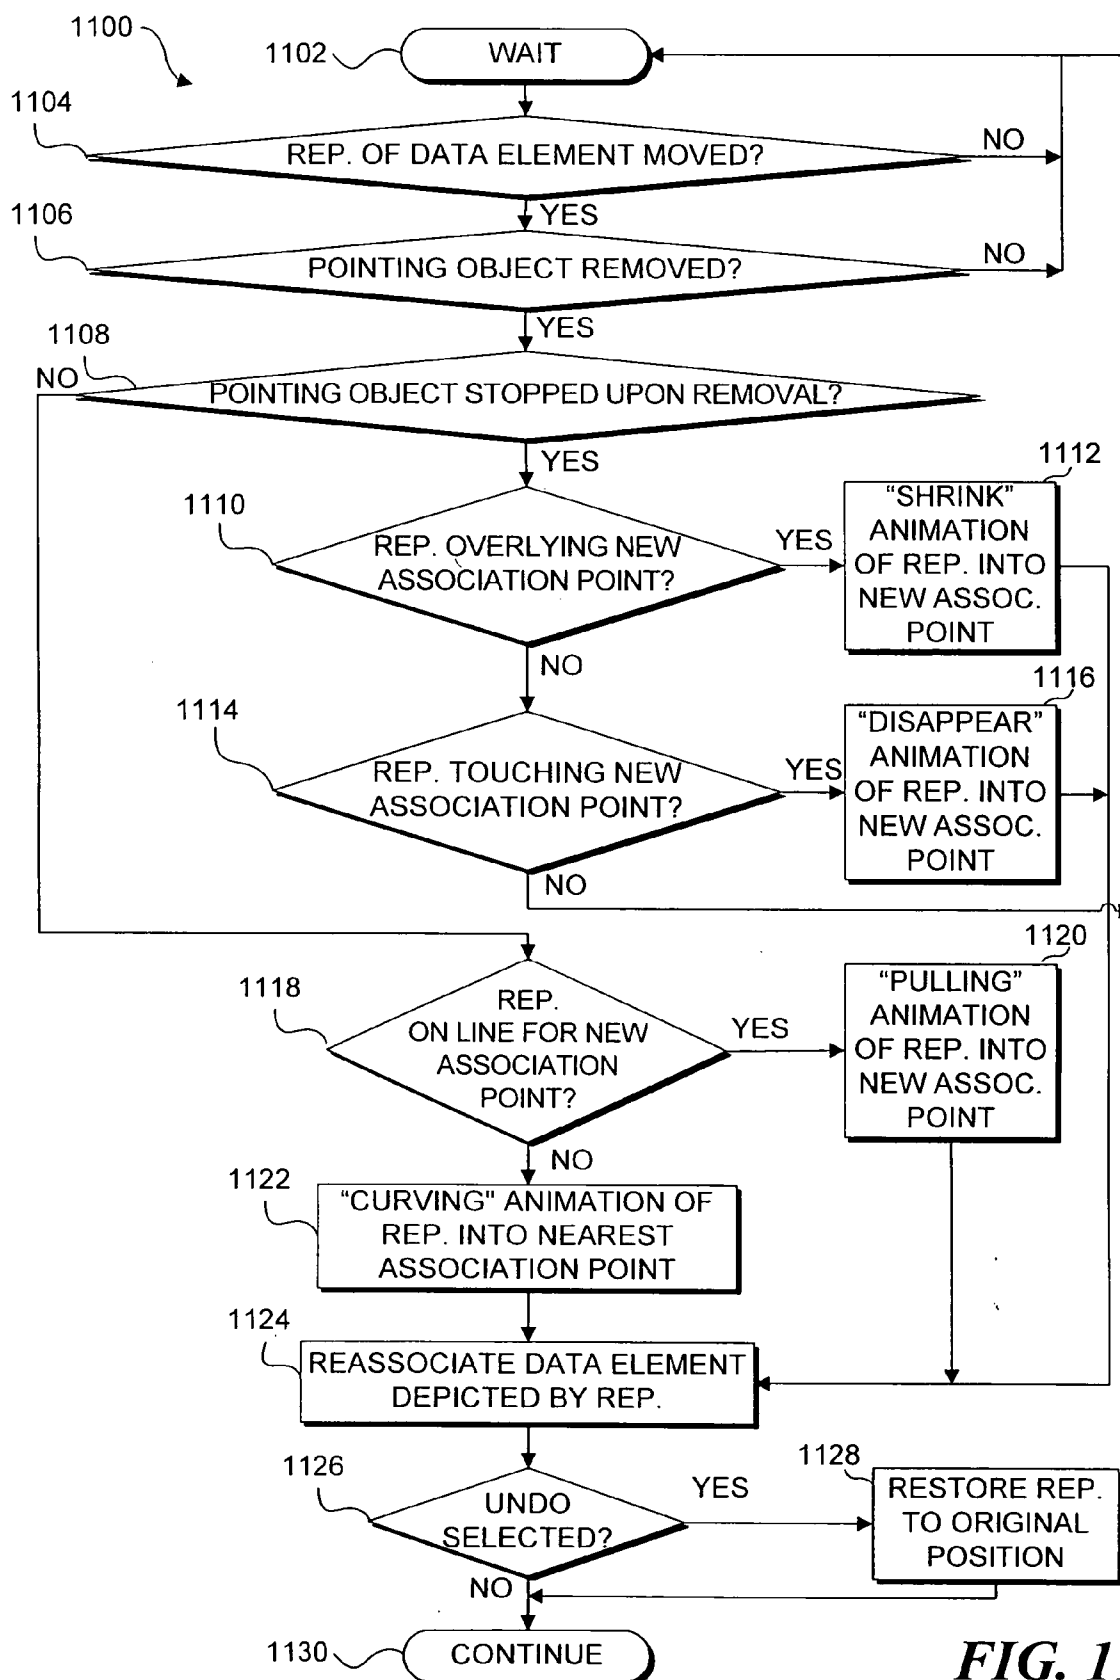 1100
1102
WAIT
1104
REP. OF DATA ELEMENT MOVED?
NO
YES
1106
POINTING OBJECT REMOVED?
NO
YES
1108
NO
POINTING OBJECT STOPPED UPON REMOVAL?
YES
1110
REP. OVERLYING NEW
ASSOCIATION POINT?
YES
1112
“SHRINK”
ANIMATION
OF REP. INTO
NEW ASSOC.
POINT
NO
1114
REP. TOUCHING NEW
ASSOCIATION POINT?
YES
1116
“DISAPPEAR”
ANIMATION
OF REP. INTO
NEW ASSOC.
POINT
NO
1118
REP.
ON LINE FOR NEW
ASSOCIATION
POINT?
YES
1120
“PULLING”
ANIMATION
OF REP. INTO
NEW ASSOC.
POINT
NO
1122
“CURVING” ANIMATION OF
REP. INTO NEAREST
ASSOCIATION POINT
1124
REASSOCIATE DATA ELEMENT
DEPICTED BY REP.
1126
UNDO
SELECTED?
YES
1128
RESTORE REP.
TO ORIGINAL
POSITION
NO
1130
CONTINUE
FIG. 1